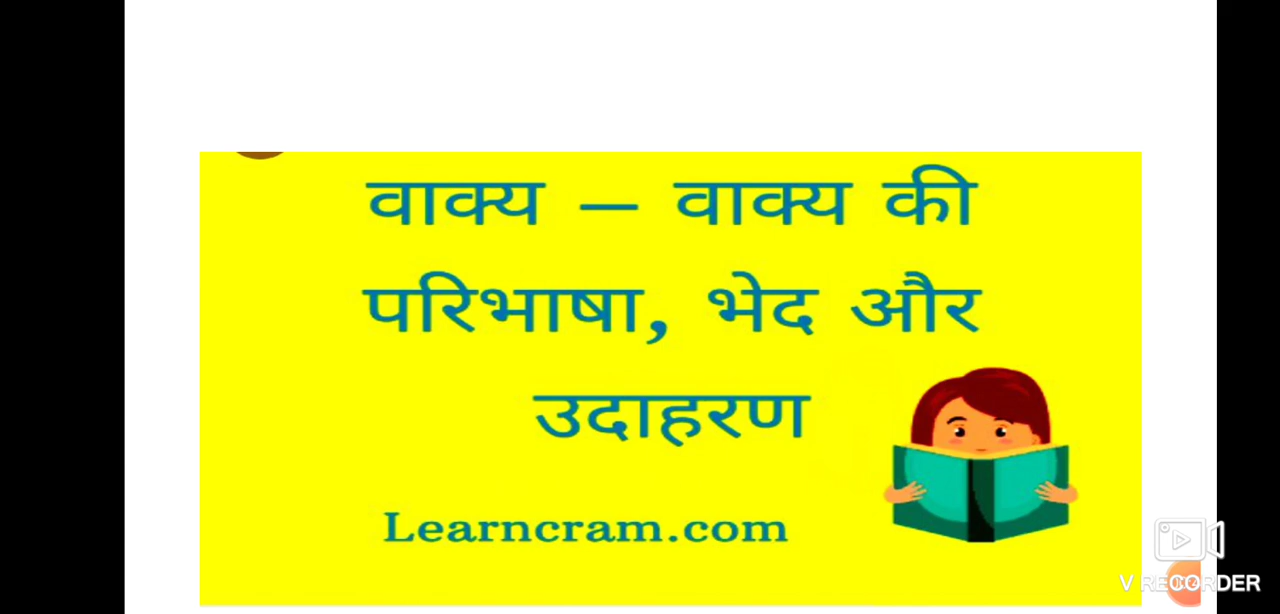 वाक्य – वाक्य की
परिभाषा, भेद और
उदाहरण
Learncram.com
V RECORDER